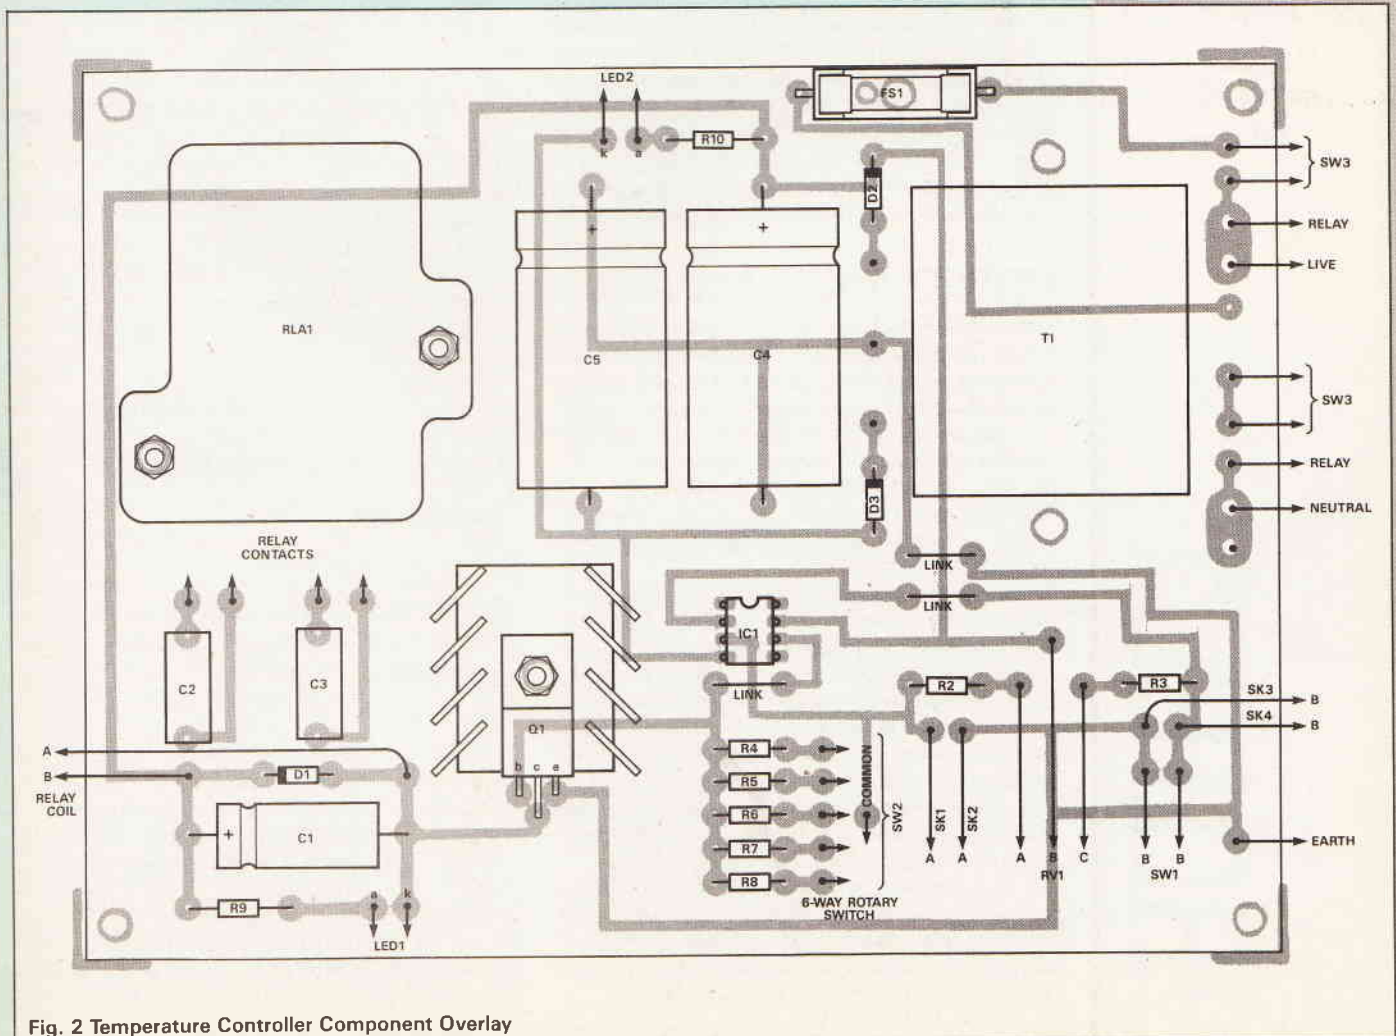 LED2
FS1
k
a
R10
D2
SW3
RELAY
LIVE
+
+
RLA1
C5
C4
T1
SW3
D3
RELAY
NEUTRAL
RELAY
CONTACTS
LINK
LINK
IC1
C2
C3
LINK
R2
R3
SK3
B
SK4
B
Q1
b c e
A
B
RELAY
COIL
D1
+
C1
R4
R5
R6
R7
R8
COMMON
SW2
SK1
SK2
A
A
A
B
C
B
B
RV1
SW1
EARTH
R9
a
k
LED1
6-WAY ROTARY
SWITCH
Fig. 2 Temperature Controller Component Overlay